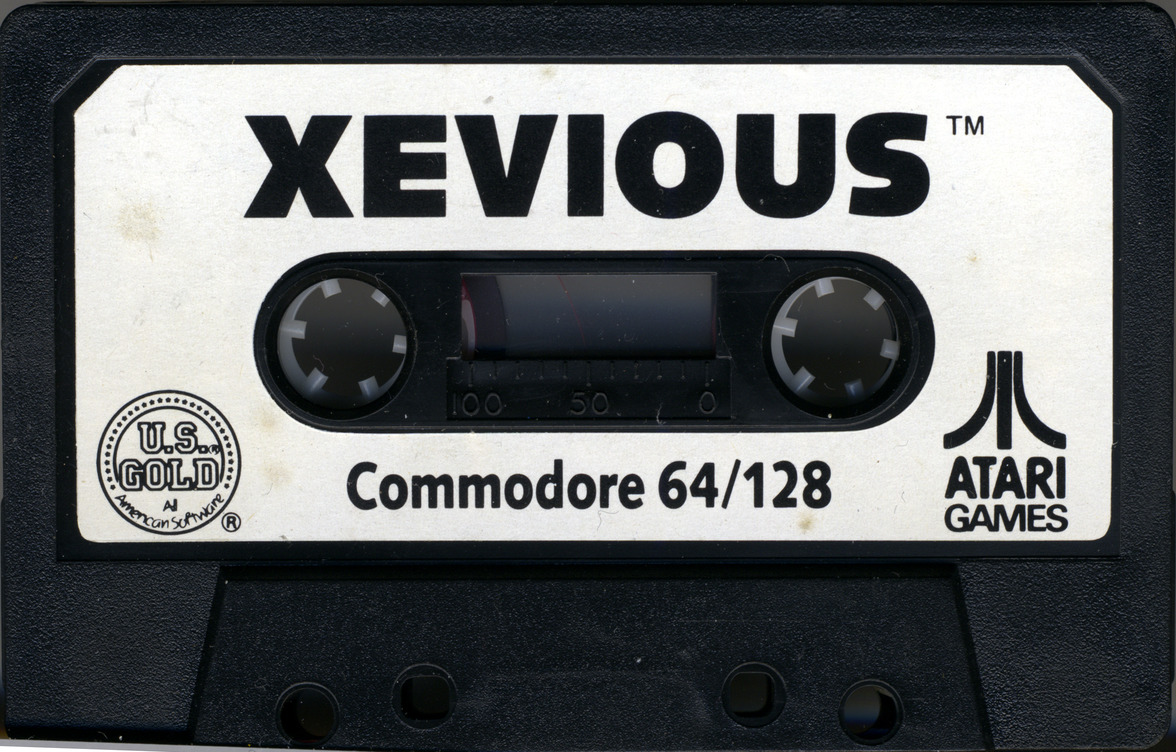 XEVIOUS™
100 50 0
Commodore 64/128
U.S.®
GOLD
All
American Software
®
ATARI
GAMES